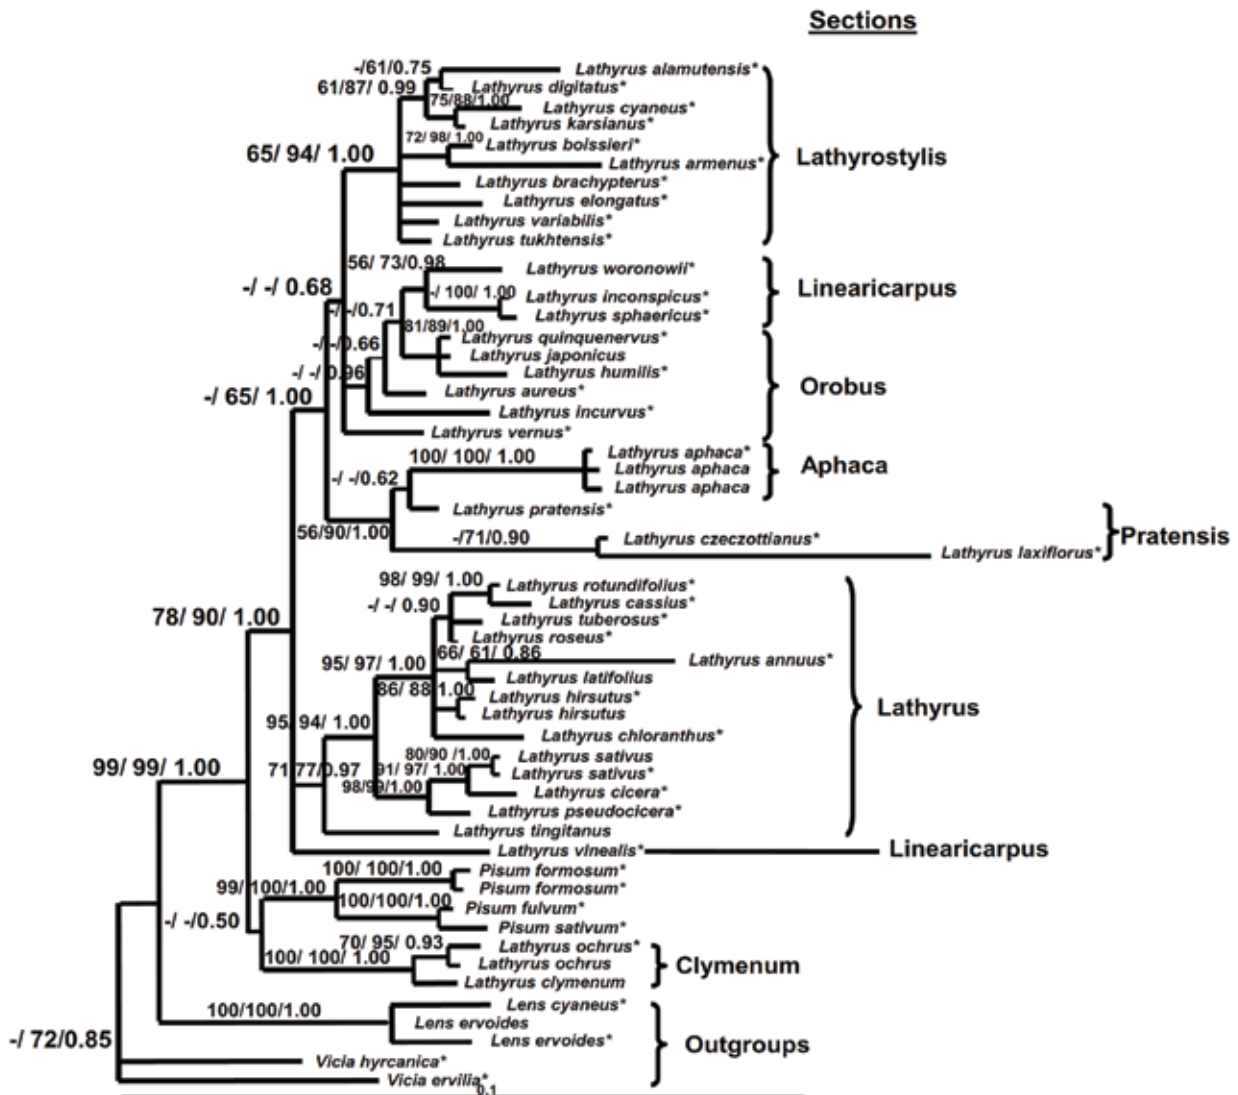 Sections
-/61/0.75
Lathyrus alamutensis*
61/87/ 0.99
Lathyrus digitatus*
75/88/1.00
Lathyrus cyaneus*
Lathyrus karsianus*
72/ 98/ 1.00
Lathyrus boissieri*
65/ 94/ 1.00
Lathyrus armenus*
Lathyrostylis
Lathyrus brachypterus*
Lathyrus elongatus*
Lathyrus variabilis*
Lathyrus tukhtensis*
56/ 73/0.98
Lathyrus woronowii*
-/ -/ 0.68
-/ 100/ 1.00
Lathyrus inconspicus*
Linearicarpus
-/ -/0.71
Lathyrus sphaericus*
81/89/1.00
Lathyrus quinquenervus*
-/ -/0.66
Lathyrus japonicus
-/ -/ 0.96
Lathyrus humilis*
Orobus
-/ 65/ 1.00
Lathyrus aureus*
Lathyrus incurvus*
Lathyrus vernus*
100/ 100/ 1.00
Lathyrus aphaca*
Lathyrus aphaca
Aphaca
-/ -/0.62
Lathyrus aphaca
Lathyrus pratensis*
56/90/1.00
-/71/0.90
Lathyrus czeczottianus*
Pratensis
Lathyrus laxiflorus*
98/ 99/ 1.00
Lathyrus rotundifolius*
-/ -/ 0.90
Lathyrus cassius*
78/ 90/ 1.00
Lathyrus tuberosus*
Lathyrus roseus*
66/ 61/ 0.86
95/ 97/ 1.00
Lathyrus annuus*
Lathyrus latifolius
86/ 88/1.00
Lathyrus hirsutus*
Lathyrus
95/ 94/ 1.00
Lathyrus hirsutus
Lathyrus chloranthus*
80/90 /1.00
Lathyrus sativus
99/ 99/ 1.00
71/77/0.97
91/ 97/ 1.00
Lathyrus sativus*
98/99/1.00
Lathyrus cicera*
Lathyrus pseudocicera*
Lathyrus tingitanus
Lathyrus vinealis*
Linearicarpus
100/ 100/1.00
Pisum formosum*
99/ 100/1.00
Pisum formosum*
100/100/1.00
Pisum fulvum*
-/ -/0.50
Pisum sativum*
70/ 95/ 0.93
Lathyrus ochrus*
100/ 100/ 1.00
Lathyrus ochrus
Clymenum
Lathyrus clymenum
100/100/1.00
Lens cyaneus*
Lens ervoides
-/ 72/0.85
Lens ervoides*
Outgroups
Vicia hyrcanica*
Vicia ervilia*
0.1